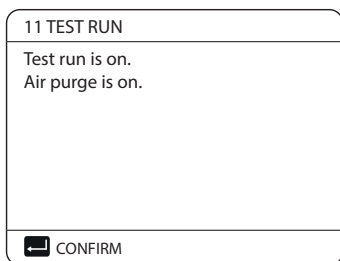 11 TEST RUN
Test run is on.
Air purge is on.
CONFIRM